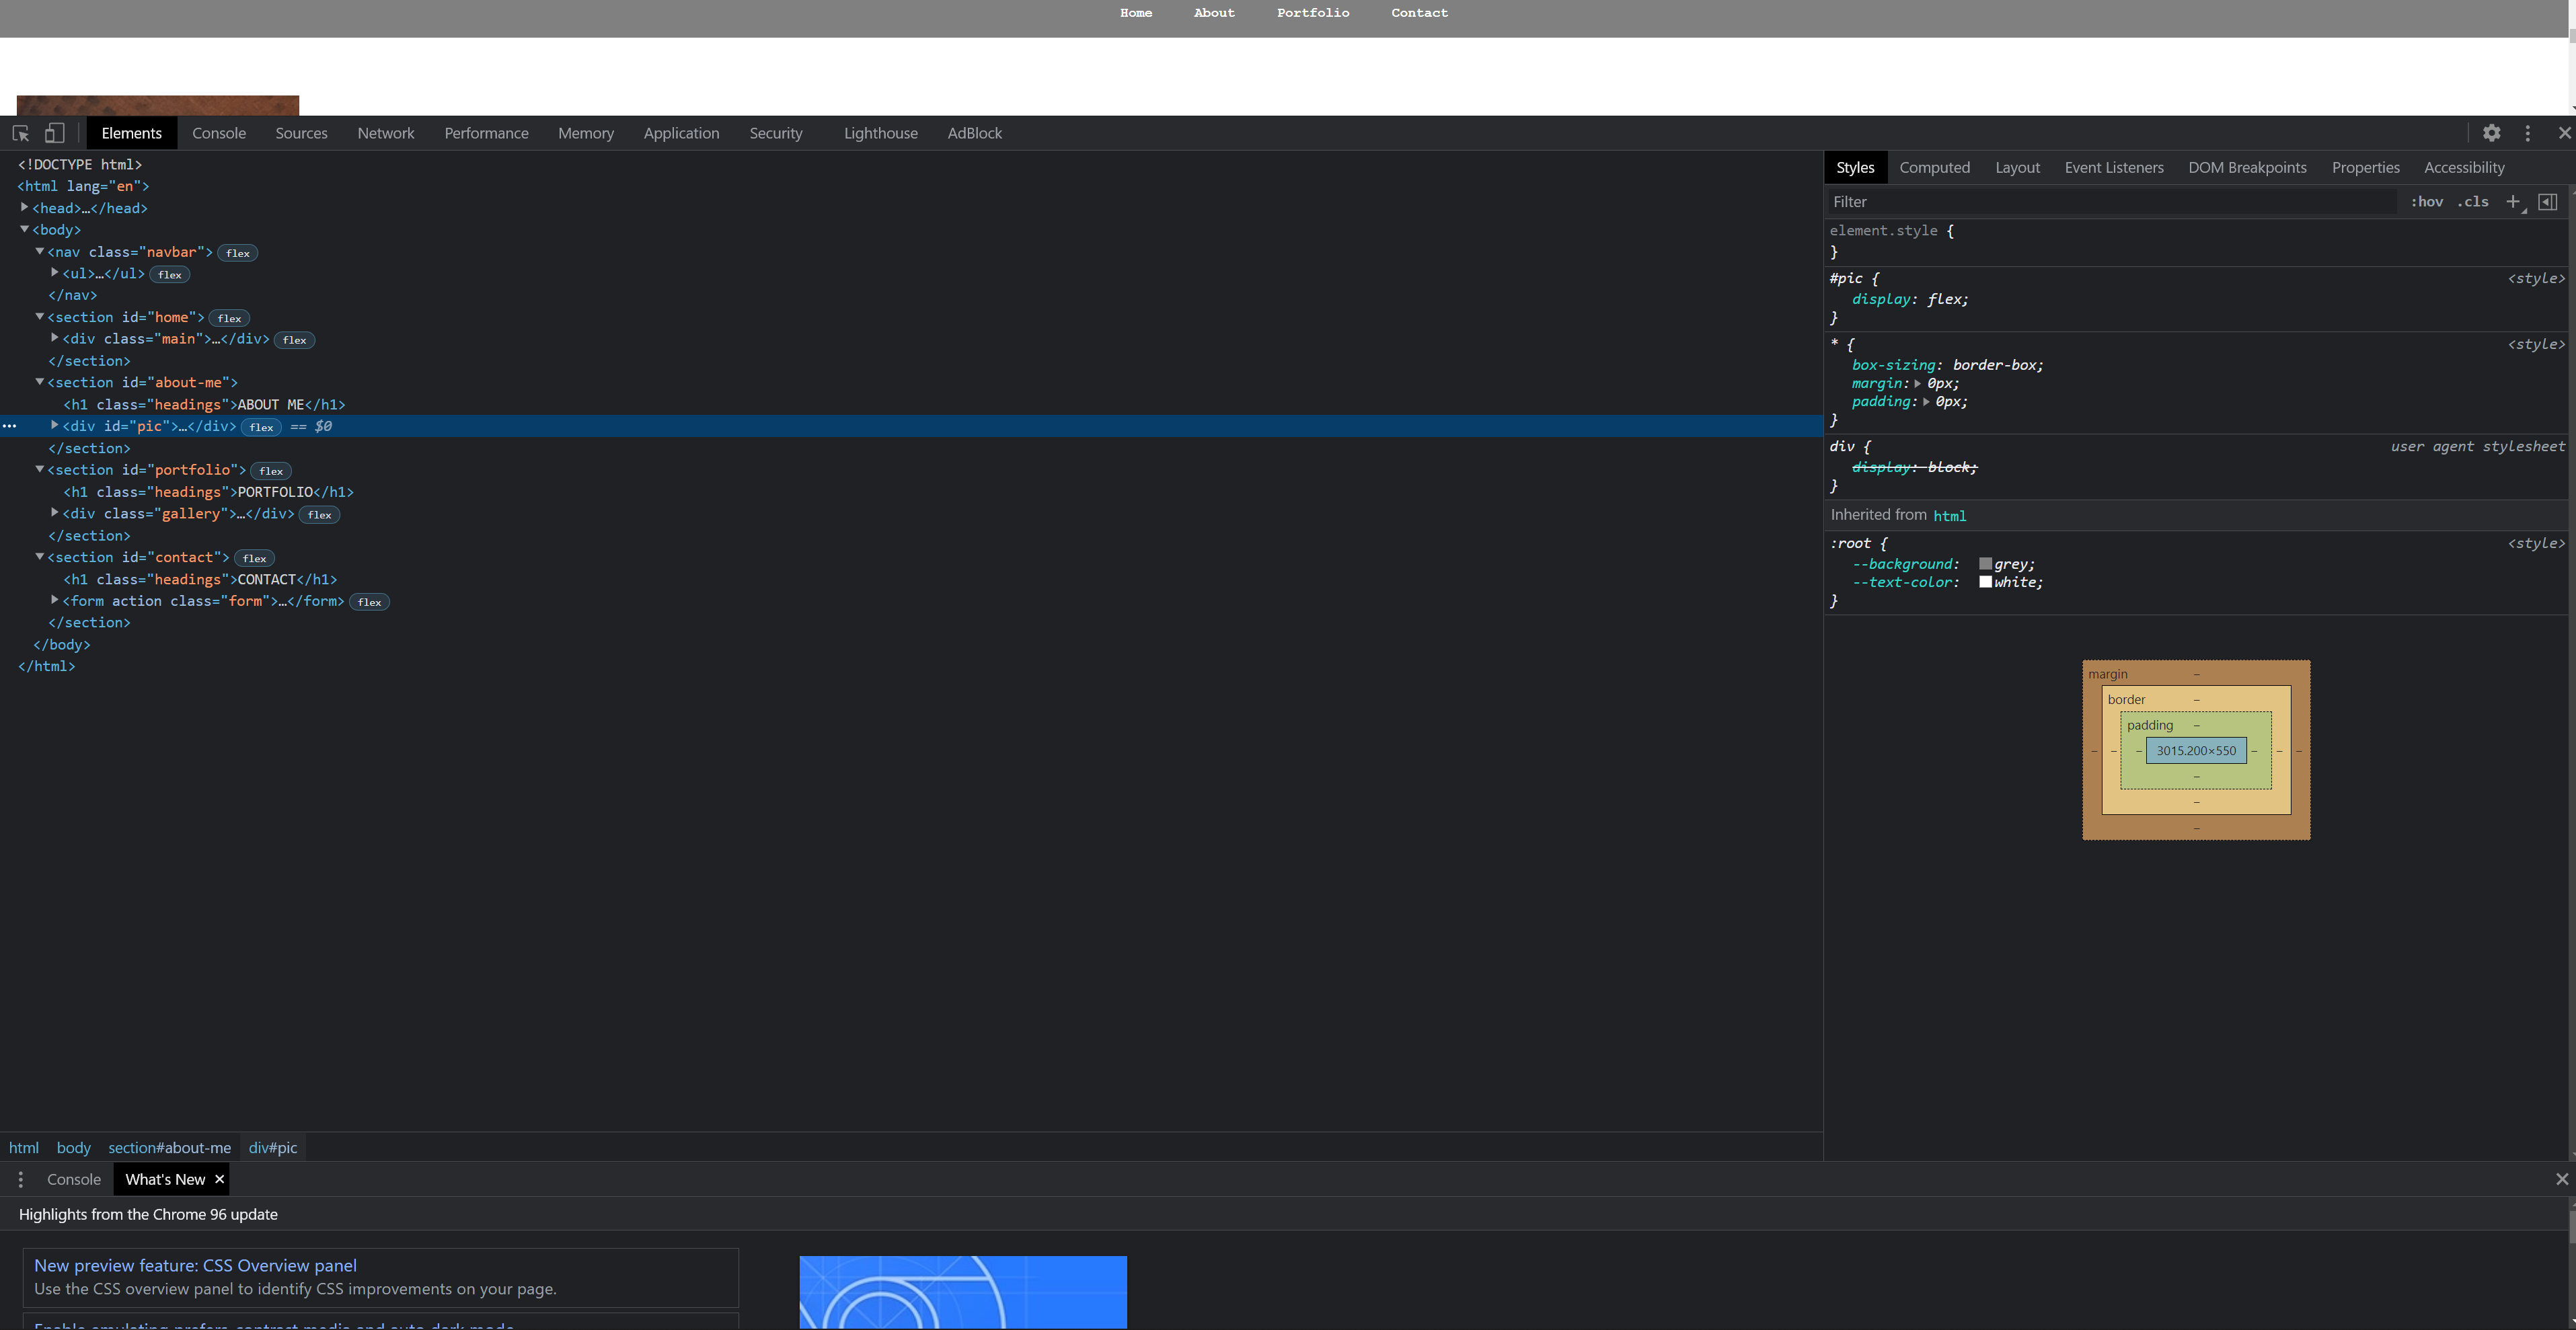 Home About Portfolio Contact
Elements Console Sources Network Performance Memory Application Security Lighthouse AdBlock
<!DOCTYPE html>
<html lang="en">
<head>…</head>
<body>
<nav class="navbar"> flex
<ul>…</ul> flex
</nav>
<section id="home"> flex
<div class="main">…</div> flex
</section>
<section id="about-me">
<h1 class="headings">ABOUT ME</h1>
<div id="pic">…</div> flex == $0
</section>
<section id="portfolio"> flex
<h1 class="headings">PORTFOLIO</h1>
<div class="gallery">…</div> flex
</section>
<section id="contact"> flex
<h1 class="headings">CONTACT</h1>
<form action class="form">…</form> flex
</section>
</body>
</html>
html body section#about-me div#pic
Styles Computed Layout Event Listeners DOM Breakpoints Properties Accessibility
Filter :hov .cls
element.style {
}
#pic { <style>
display: flex;
}
* { <style>
box-sizing: border-box;
margin: 0px;
padding: 0px;
}
div { user agent stylesheet
display: block;
}
Inherited from html
:root { <style>
--background: grey;
--text-color: white;
}
margin –
border –
padding –
– – – 3015.200×550 – – –
–
–
–
Console What's New
Highlights from the Chrome 96 update
New preview feature: CSS Overview panel
Use the CSS overview panel to identify CSS improvements on your page.